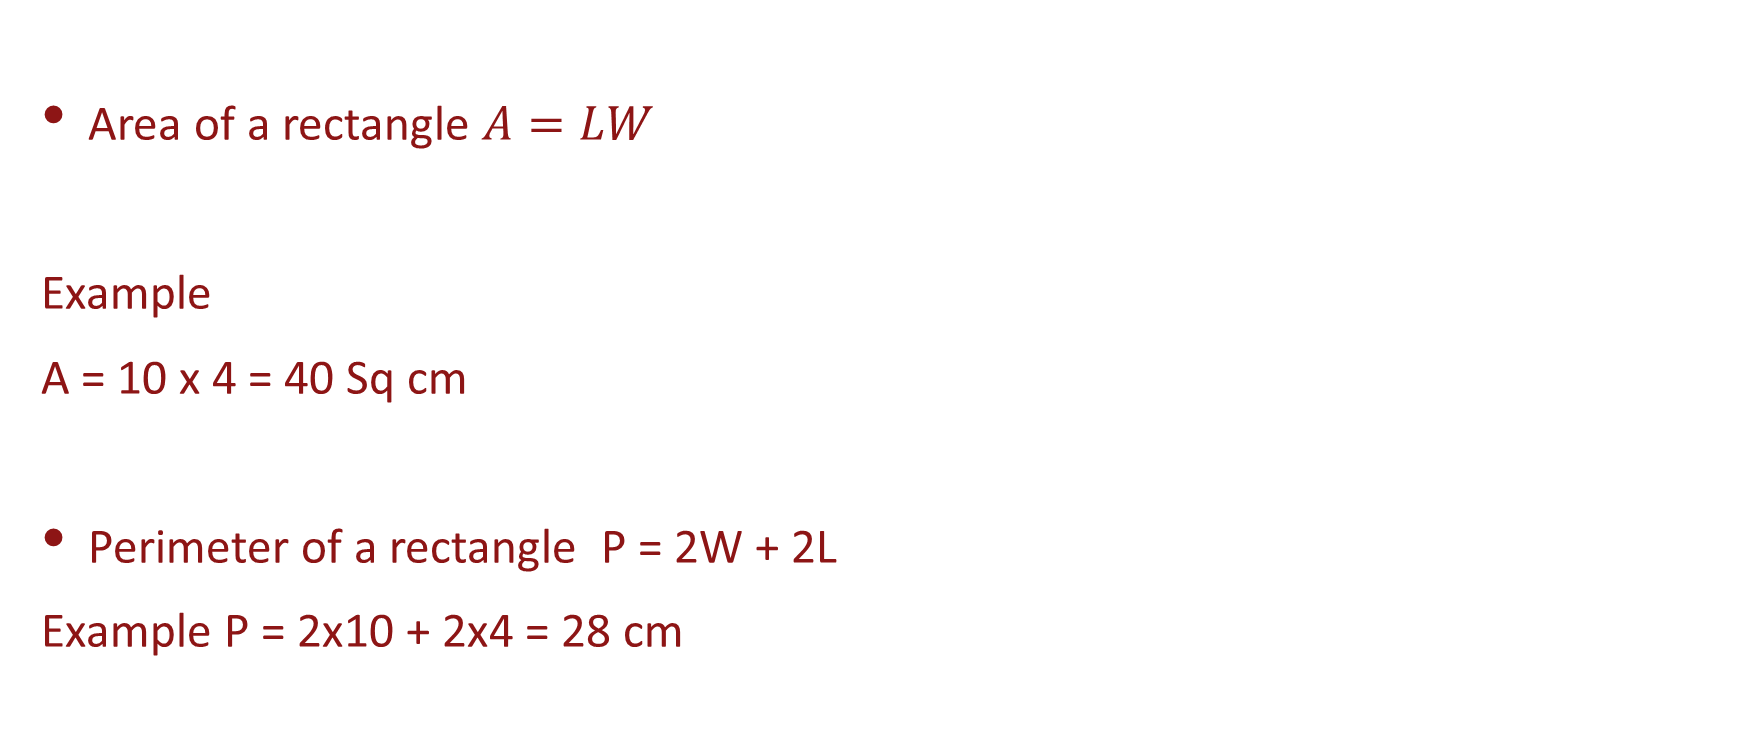 • Area of a rectangle 𝐴 = 𝐿𝑊
Example
A = 10 x 4 = 40 Sq cm
• Perimeter of a rectangle  P = 2W + 2L
Example P = 2x10 + 2x4 = 28 cm